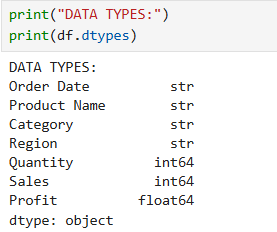 print("DATA TYPES:")
print(df.dtypes)
DATA TYPES:
Order Date          str
Product Name        str
Category            str
Region              str
Quantity          int64
Sales             int64
Profit          float64
dtype: object